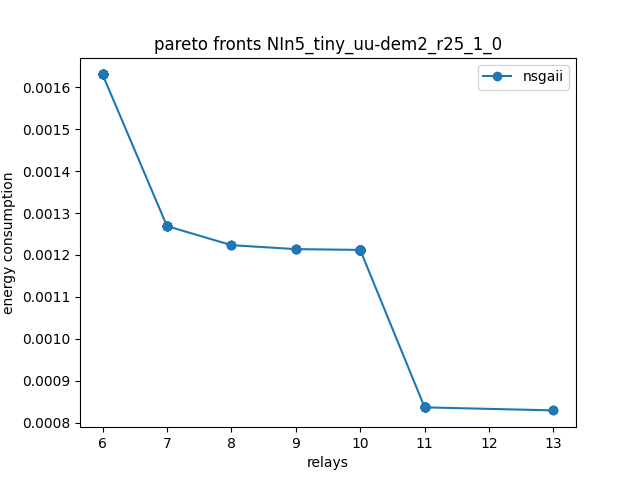 pareto fronts NIn5_tiny_uu-dem2_r25_1_0
nsgaii
energy consumption
0.0016
0.0015
0.0014
0.0013
0.0012
0.0011
0.0010
0.0009
0.0008
6 7 8 9 10 11 12 13
relays